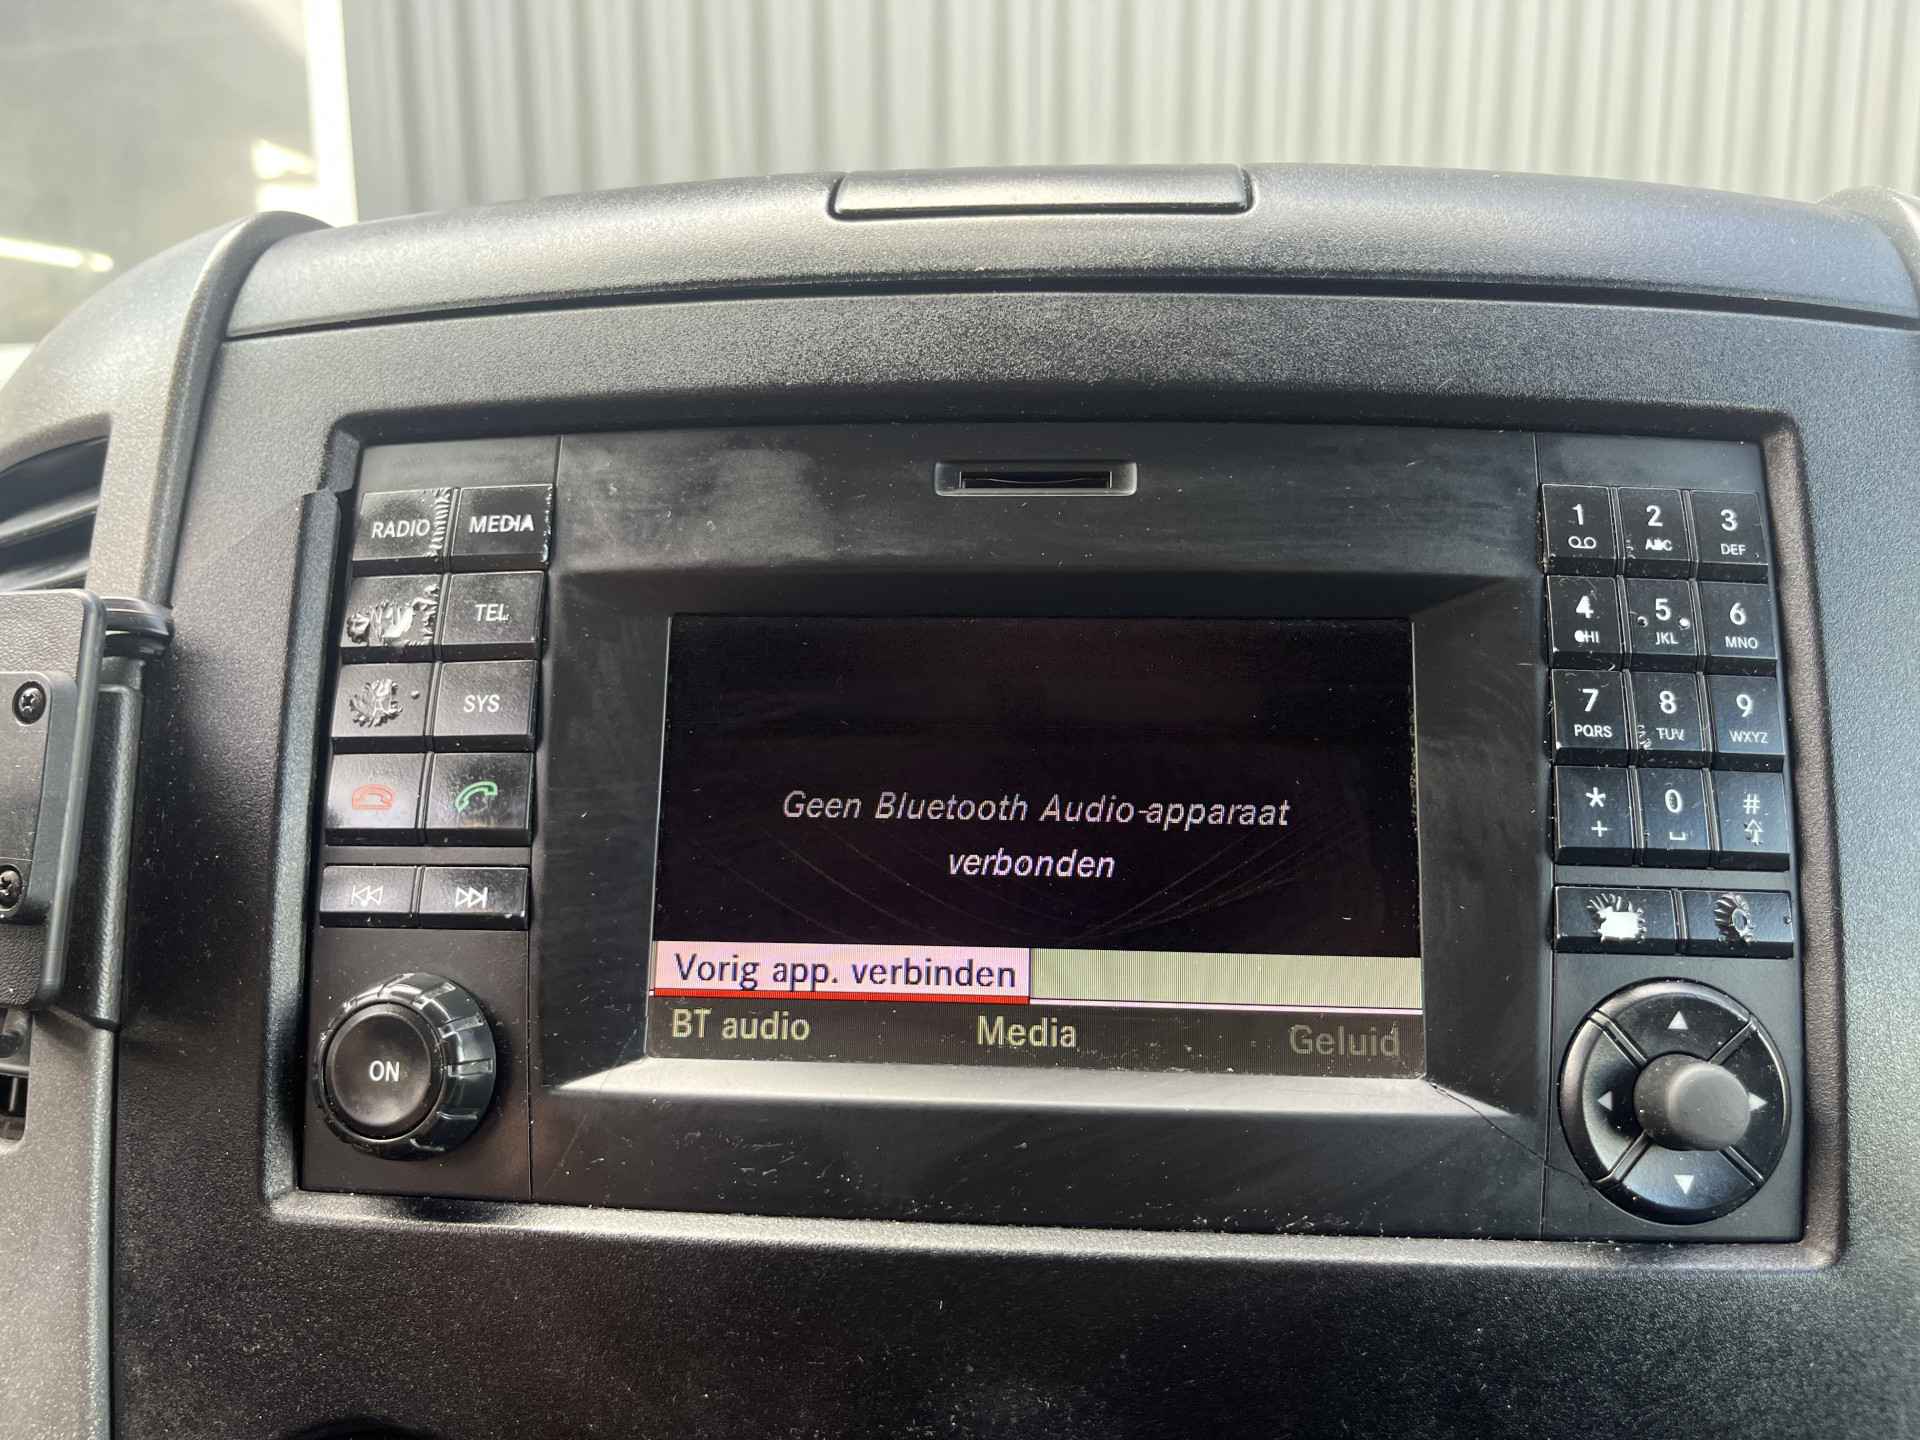 RADIO MEDIA
TEL
SYS
ON
Geen Bluetooth Audio-apparaat
verbonden
Vorig app. verbinden
BT audio Media Geluid
1 2 3
ABC DEF
4 5 6
GHI JKL MNO
7 8 9
PQRS TUV WXYZ
* 0 #
+